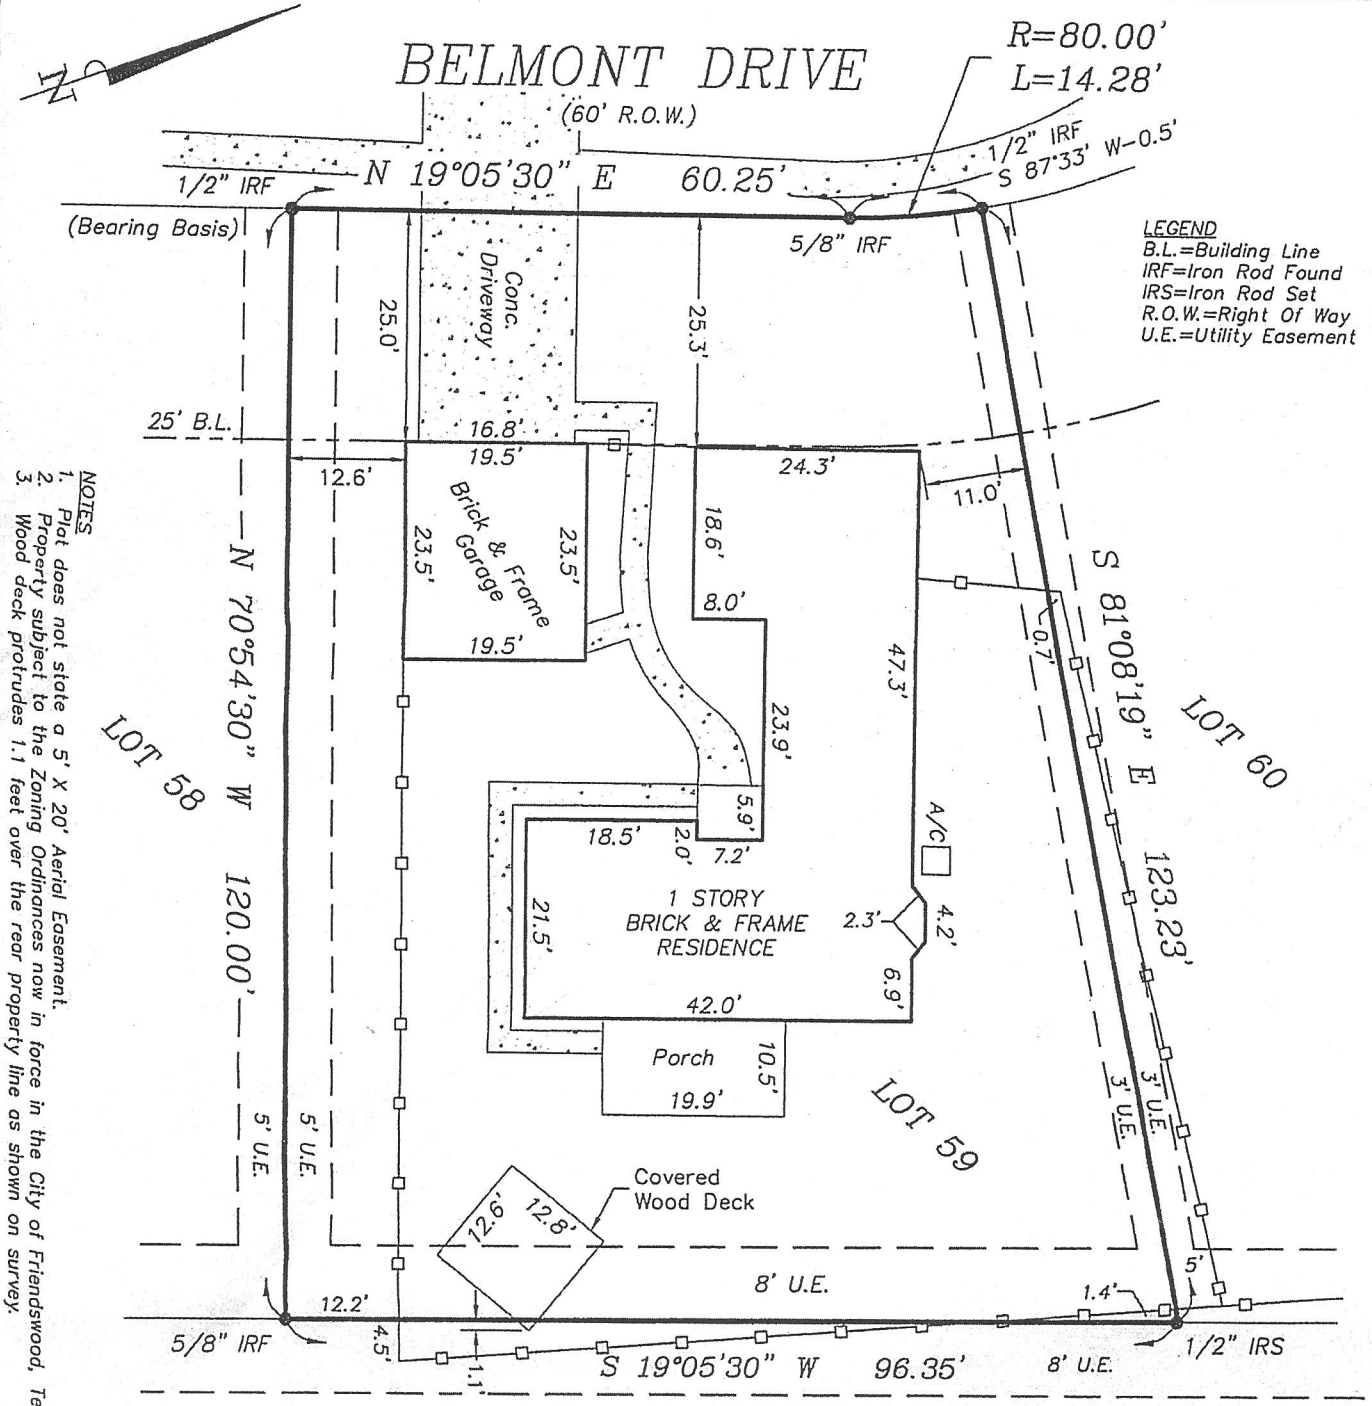 N
BELMONT DRIVE
(60' R.O.W.)
R=80.00'
L=14.28'
1/2" IRF
S 87°33' W-0.5'
1/2" IRF
N 19°05'30" E 60.25'
(Bearing Basis)
5/8" IRF
LEGEND
B.L.=Building Line
IRF=Iron Rod Found
IRS=Iron Rod Set
R.O.W.=Right Of Way
U.E.=Utility Easement
Conc.
Driveway
25.0'
25.3'
25' B.L.
16.8'
19.5'
24.3'
12.6'
11.0'
Brick & Frame
Garage
23.5'
23.5'
18.6'
8.0'
19.5'
0.7'
47.3'
23.9'
N 70°54'30" W 120.00'
S 81°08'19" E 123.23'
LOT 58
LOT 60
A/C
5.9'
18.5'
2.0'
7.2'
1 STORY
BRICK & FRAME
RESIDENCE
21.5'
2.3'
4.2'
6.9'
42.0'
Porch
10.5'
19.9'
LOT 59
3' U.E.
3' U.E.
5' U.E.
5' U.E.
Covered
Wood Deck
12.6'
12.8'
8' U.E.
5'
1.4'
12.2'
4.5'
1.1'
5/8" IRF
S 19°05'30" W 96.35'
8' U.E.
1/2" IRS
NOTES
1. Plat does not state a 5' X 20' Aerial Easement.
2. Property subject to the Zoning Ordinances now in force in the City of Friendswood, Te
3. Wood deck protrudes 1.1 feet over the rear property line as shown on survey.